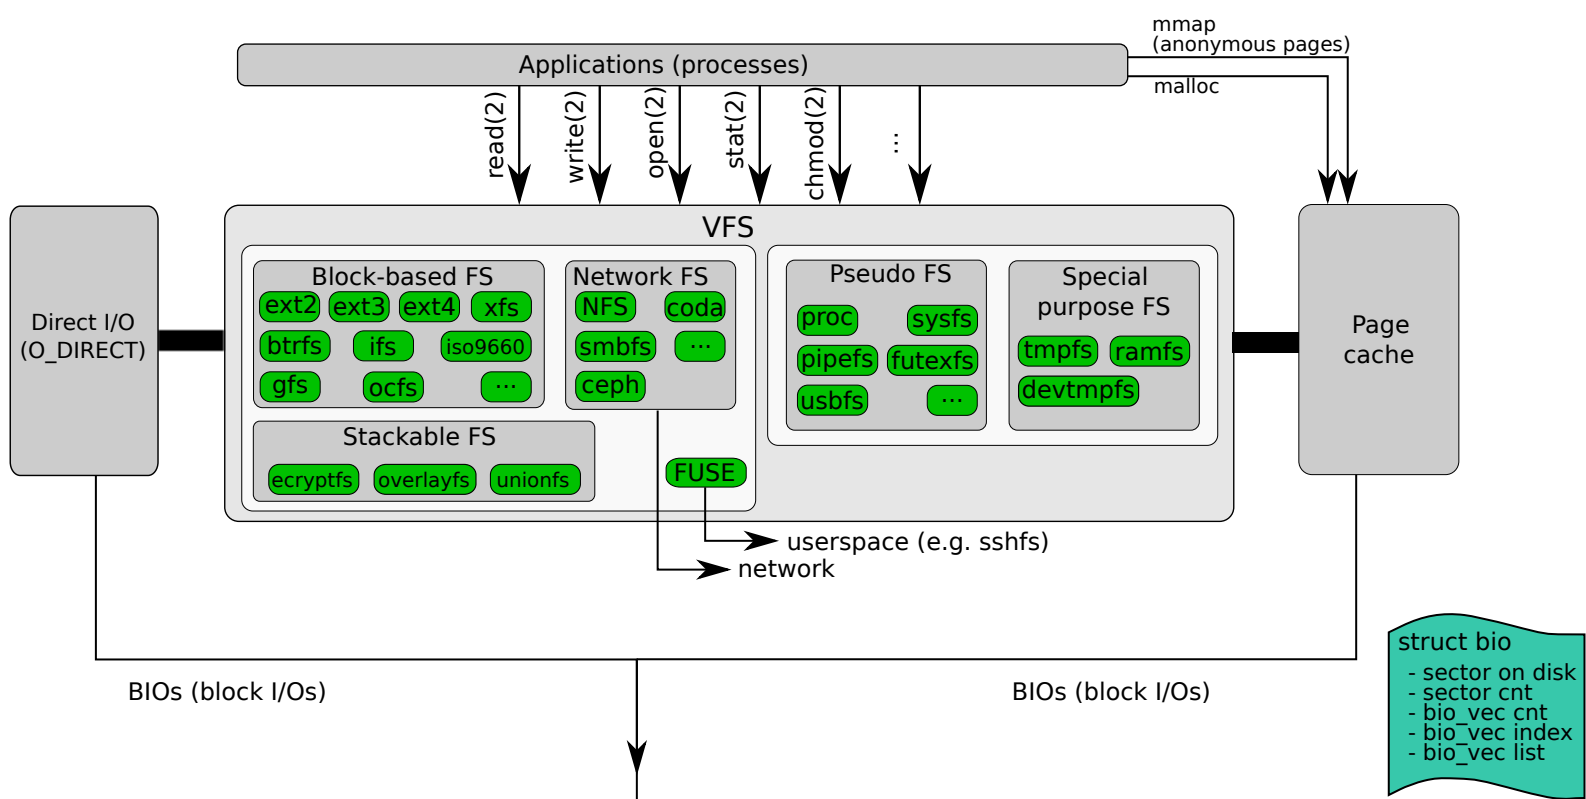 mmap
(anonymous pages)
malloc
Applications (processes)
read(2)
write(2)
open(2)
stat(2)
chmod(2)
...
VFS
Direct I/O
(O_DIRECT)
Block-based FS
ext2 ext3 ext4 xfs
btrfs ifs iso9660
gfs ocfs ...
Network FS
NFS coda
smbfs ...
ceph
Stackable FS
ecryptfs overlayfs unionfs
FUSE
Pseudo FS
proc sysfs
pipefs futexfs
usbfs ...
Special
purpose FS
tmpfs ramfs
devtmpfs
Page
cache
userspace (e.g. sshfs)
network
BIOs (block I/Os)
BIOs (block I/Os)
struct bio
- sector on disk
- sector cnt
- bio_vec cnt
- bio_vec index
- bio_vec list